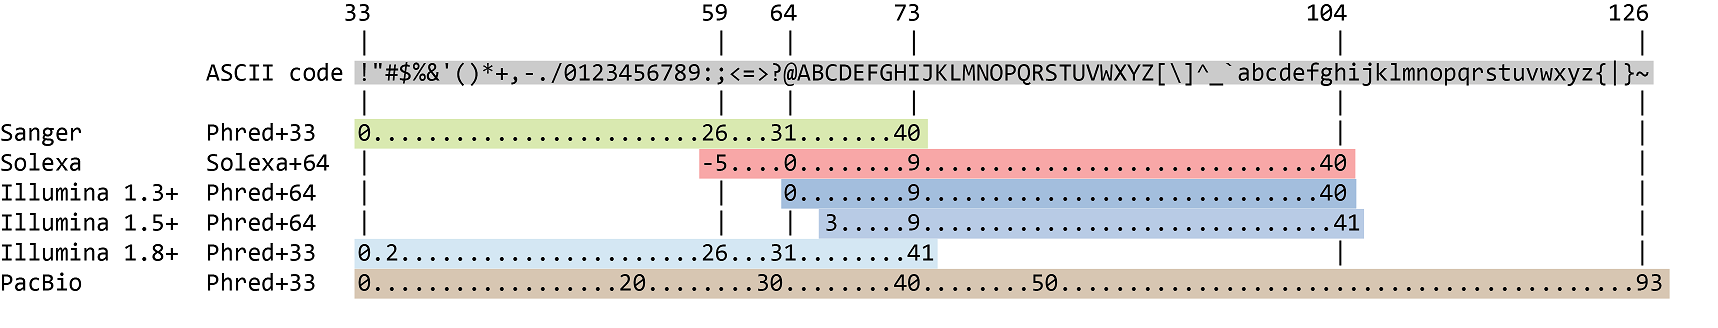 33 59 64 73 104 126
ASCII code !"#$%&'()*+,-./0123456789:;<=>?@ABCDEFGHIJKLMNOPQRSTUVWXYZ[\]^_`abcdefghijklmnopqrstuvwxyz{|}~
Sanger Phred+33 0........................26...31.......40
Solexa Solexa+64 -5....0........9.............................40
Illumina 1.3+ Phred+64 0........9.............................40
Illumina 1.5+ Phred+64 3.....9..............................41
Illumina 1.8+ Phred+33 0.2......................26...31........41
PacBio Phred+33 0..................20........30........40........50..........................................93